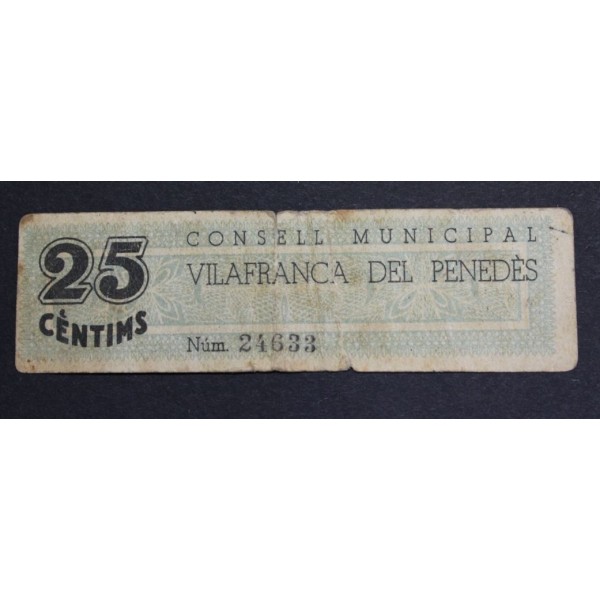 25
CÈNTIMS
CONSELL MUNICIPAL
VILAFRANCA DEL PENEDÈS
Núm. 24633